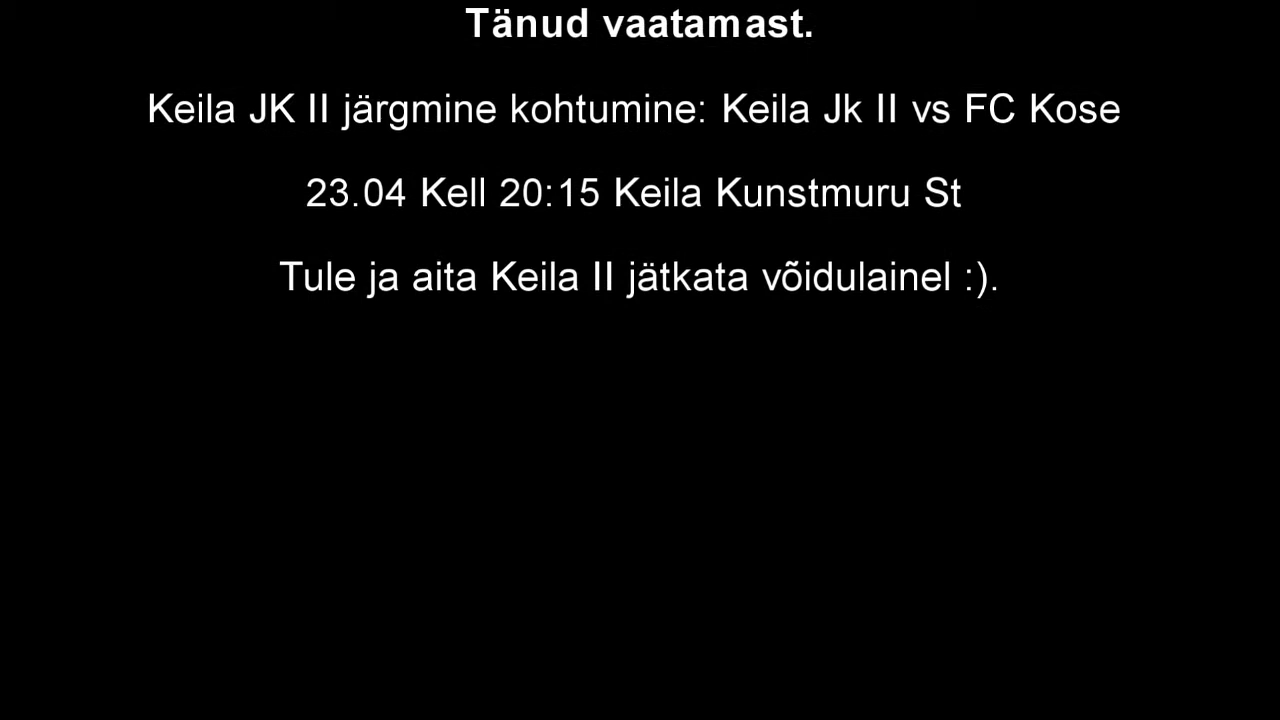 Tänud vaatamast.
Keila JK II järgmine kohtumine: Keila Jk II vs FC Kose
23.04 Kell 20:15 Keila Kunstmuru St
Tule ja aita Keila II jätkata võidulainel :).